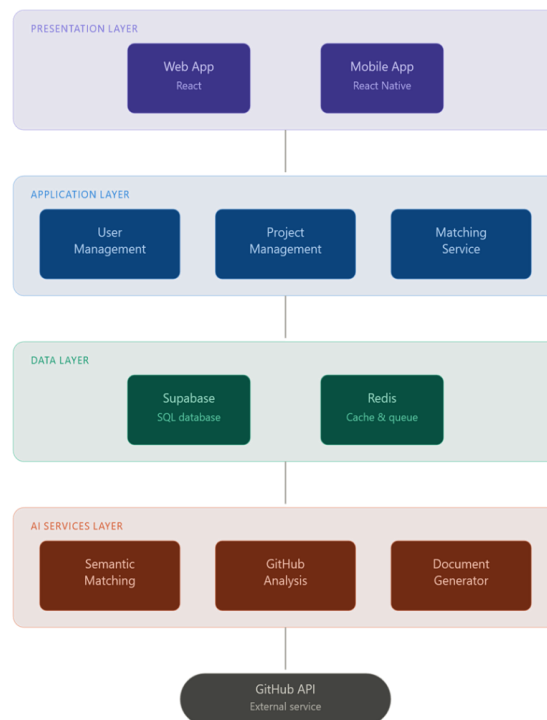 PRESENTATION LAYER
Web App
React
Mobile App
React Native
APPLICATION LAYER
User
Management
Project
Management
Matching
Service
DATA LAYER
Supabase
SQL database
Redis
Cache & queue
AI SERVICES LAYER
Semantic
Matching
GitHub
Analysis
Document
Generator
GitHub API
External service